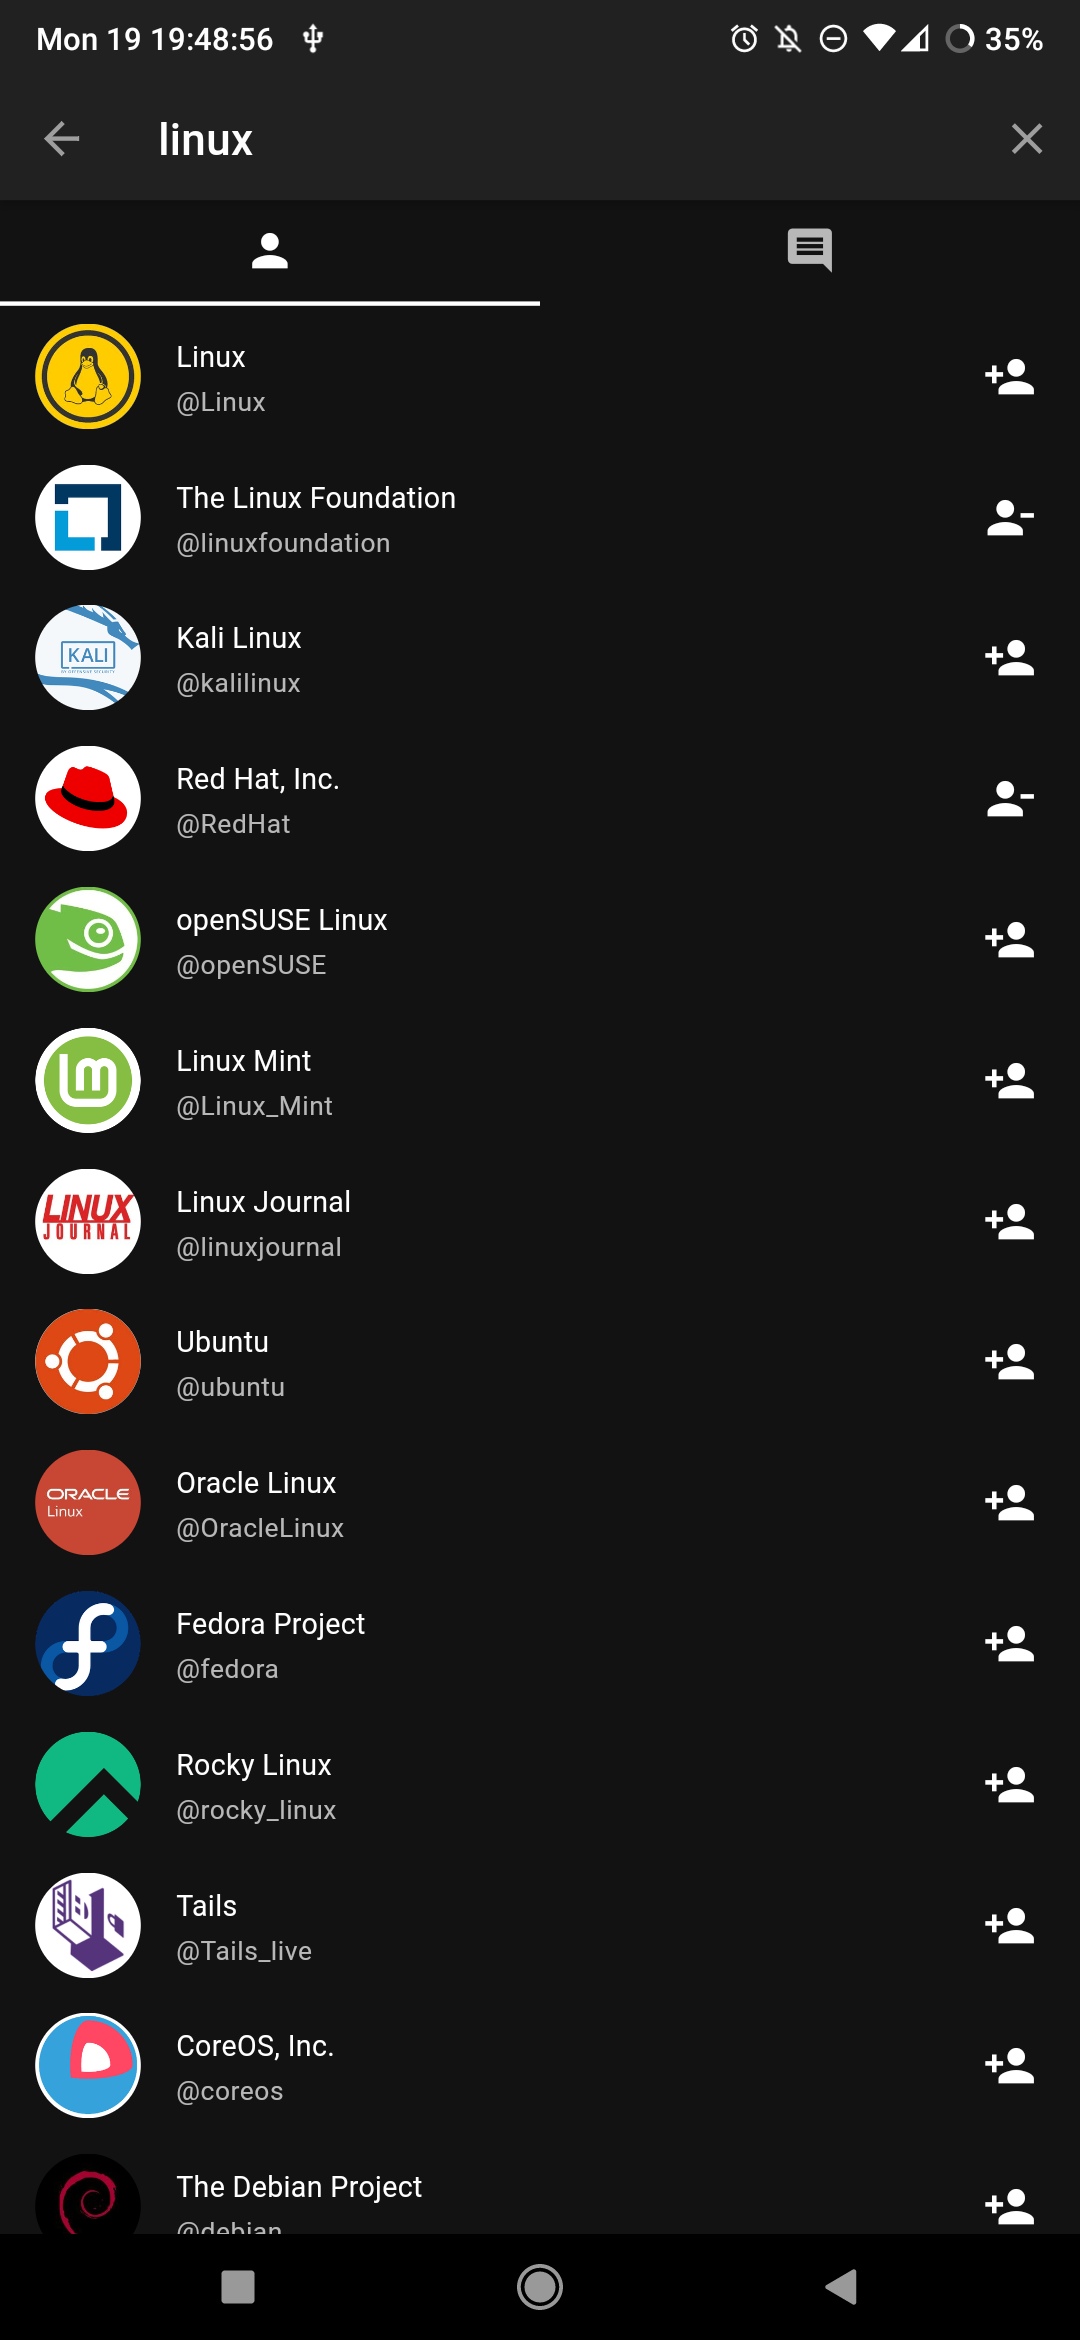 Mon 19 19:48:56
35%
linux
Linux
@Linux
The Linux Foundation
@linuxfoundation
KALI
Kali Linux
@kalilinux
Red Hat, Inc.
@RedHat
openSUSE Linux
@openSUSE
Linux Mint
@Linux_Mint
LINUX
JOURNAL
Linux Journal
@linuxjournal
Ubuntu
@ubuntu
ORACLE
Linux
Oracle Linux
@OracleLinux
Fedora Project
@fedora
Rocky Linux
@rocky_linux
Tails
@Tails_live
CoreOS, Inc.
@coreos
The Debian Project
@debian